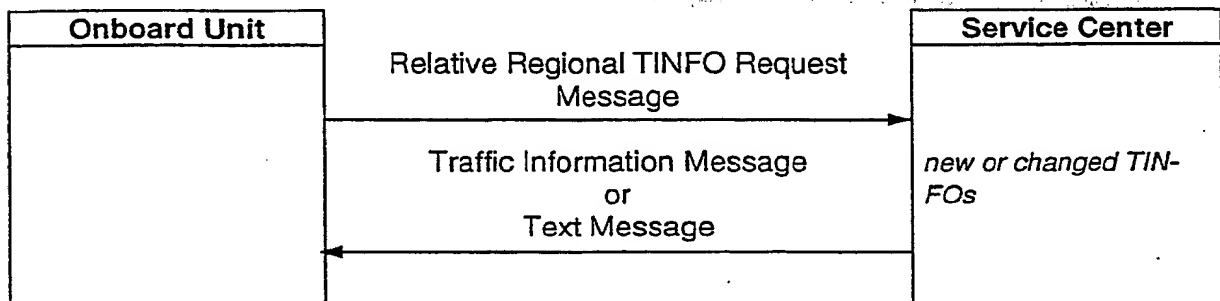 Onboard Unit
Service Center
Relative Regional TINFO Request
Message
Traffic Information Message
or
Text Message
new or changed TIN-
FOs